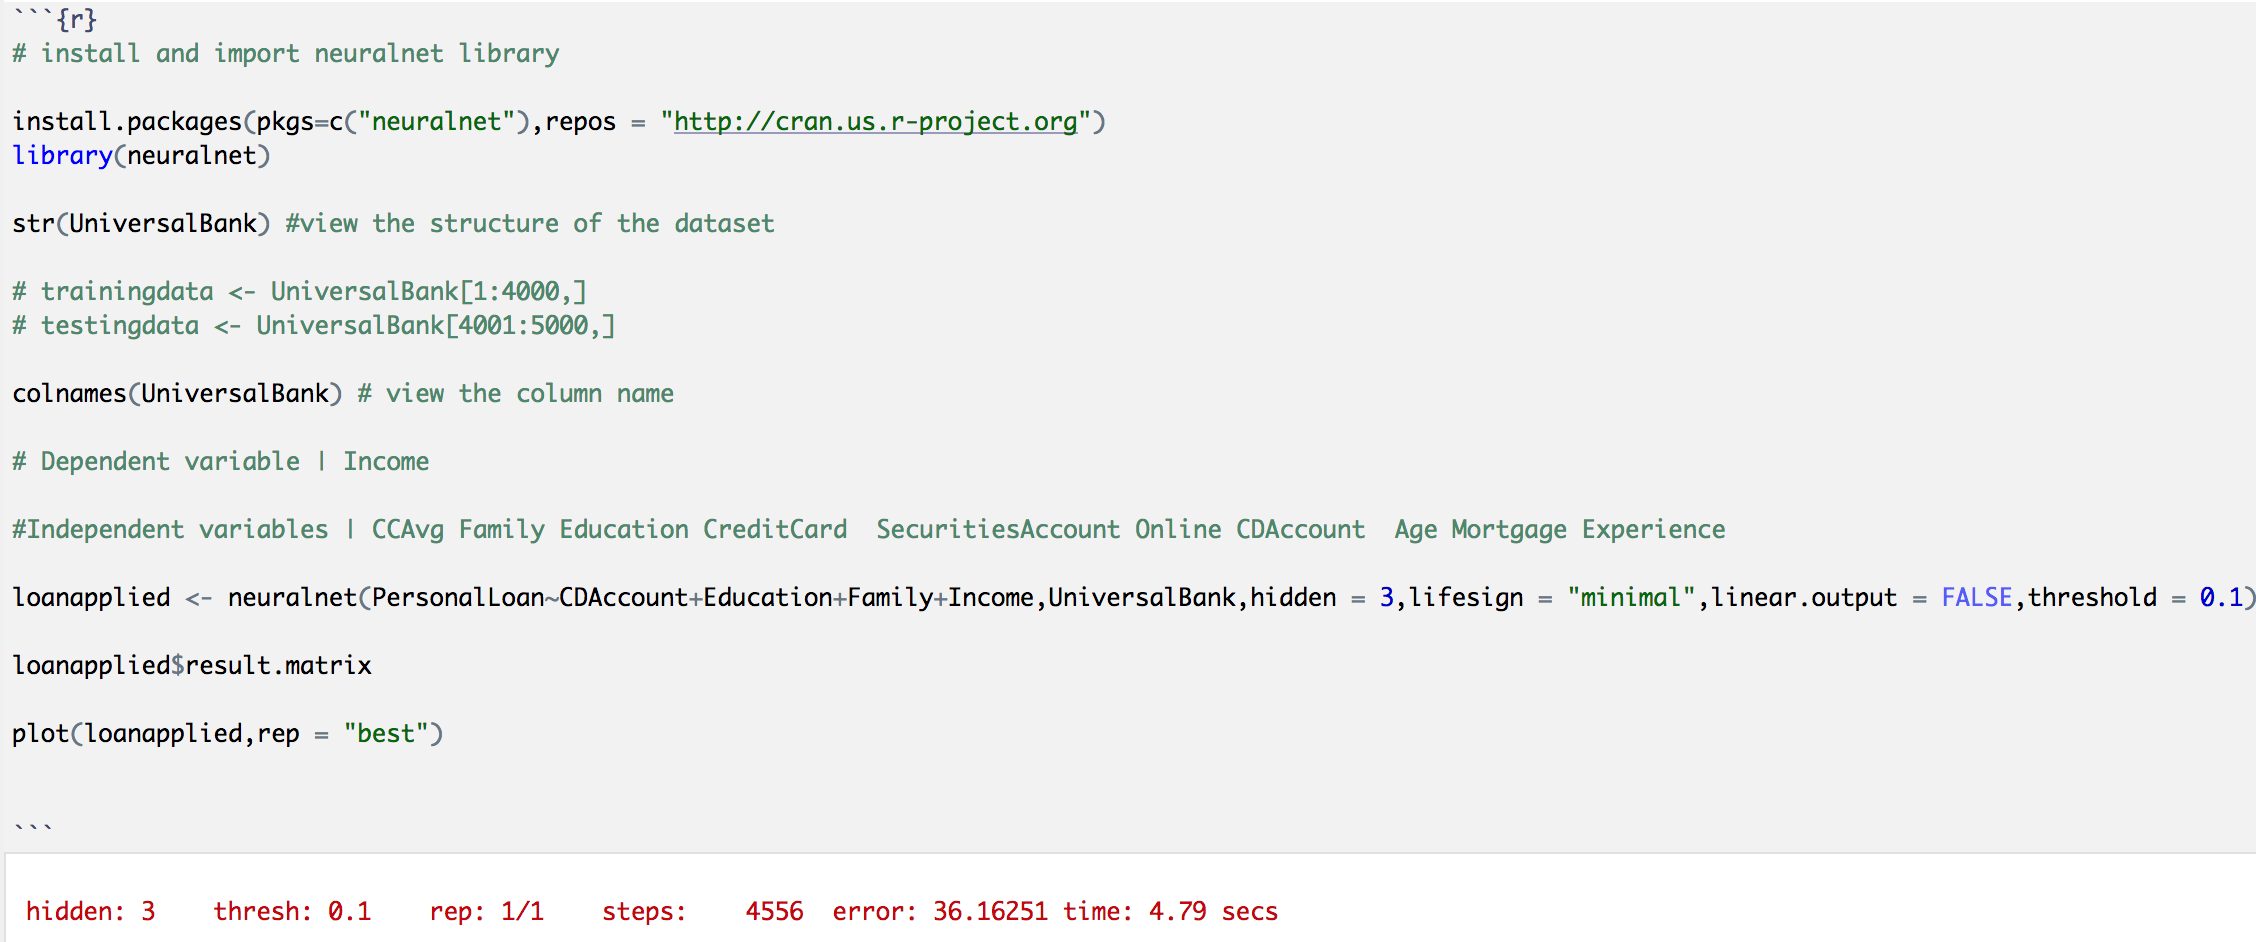 ```{r}
# install and import neuralnet library
install.packages(pkgs=c("neuralnet"),repos = "http://cran.us.r-project.org")
library(neuralnet)
str(UniversalBank) #view the structure of the dataset
# trainingdata <- UniversalBank[1:4000,]
# testingdata <- UniversalBank[4001:5000,]
colnames(UniversalBank) # view the column name
# Dependent variable | Income
#Independent variables | CCAvg Family Education CreditCard  SecuritiesAccount Online CDAccount  Age Mortgage Experience
loanapplied <- neuralnet(PersonalLoan~CDAccount+Education+Family+Income,UniversalBank,hidden = 3,lifesign = "minimal",linear.output = FALSE,threshold = 0.1)
loanapplied$result.matrix
plot(loanapplied,rep = "best")
```
hidden: 3    thresh: 0.1    rep: 1/1    steps:    4556  error: 36.16251 time: 4.79 secs